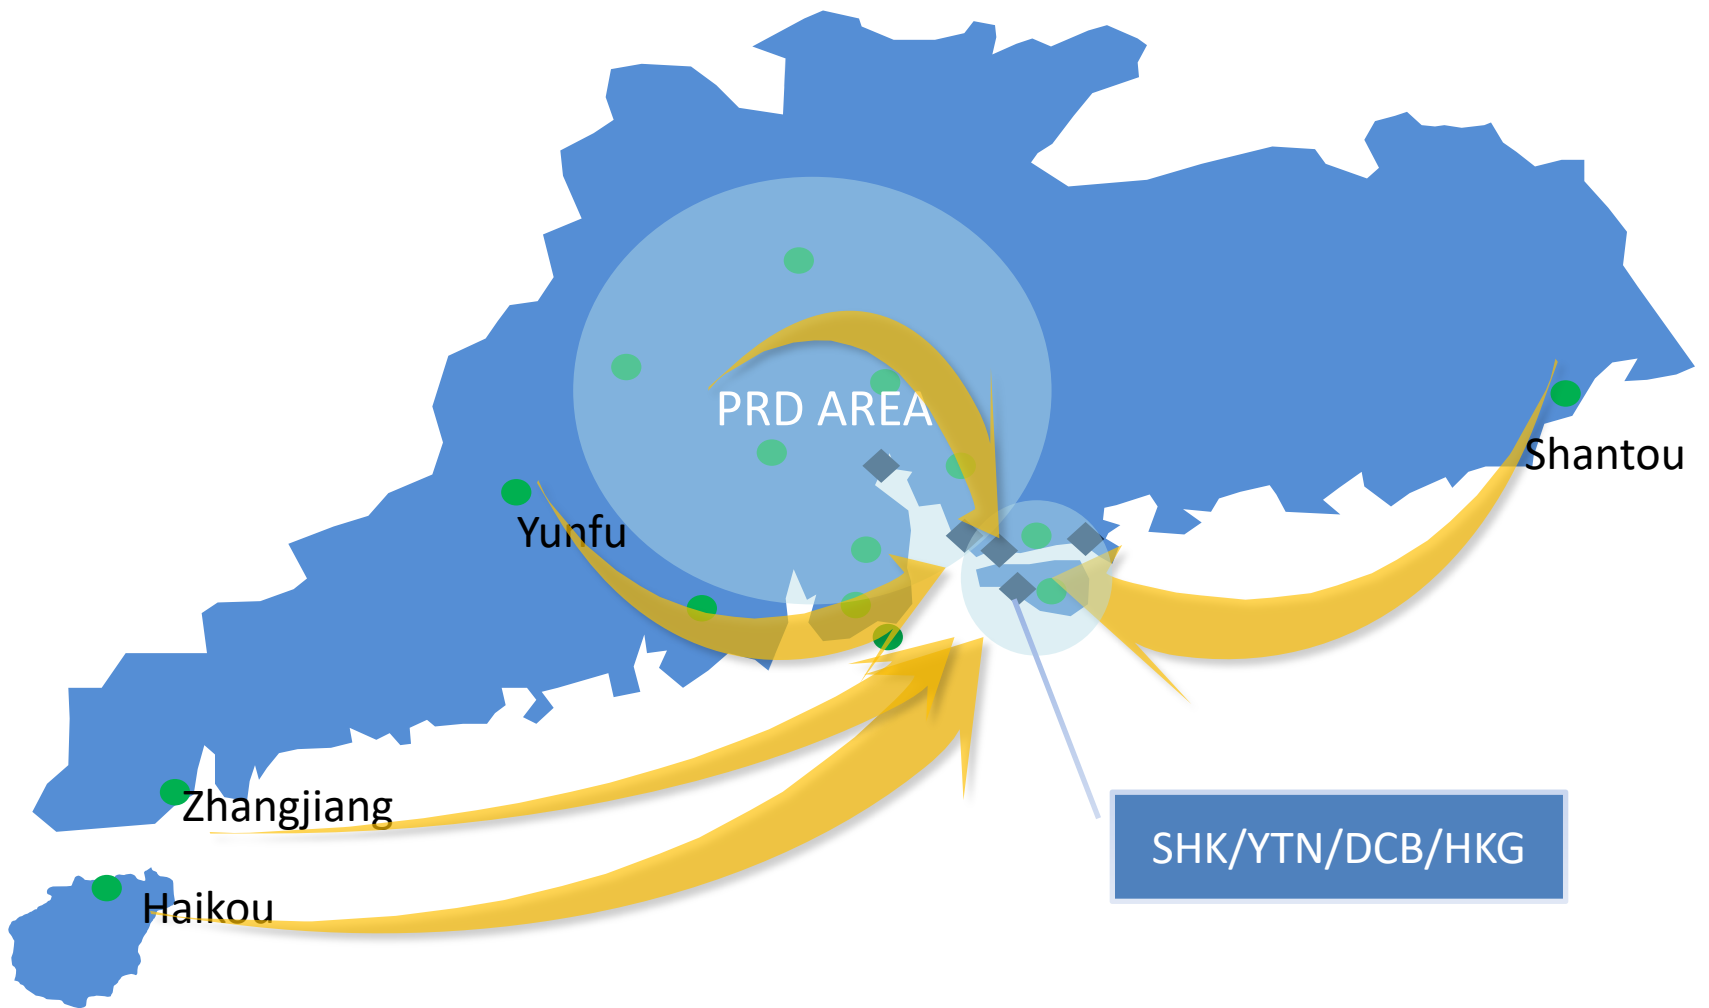 PRD AREA
Shantou
Yunfu
Zhangjiang
SHK/YTN/DCB/HKG
Haikou